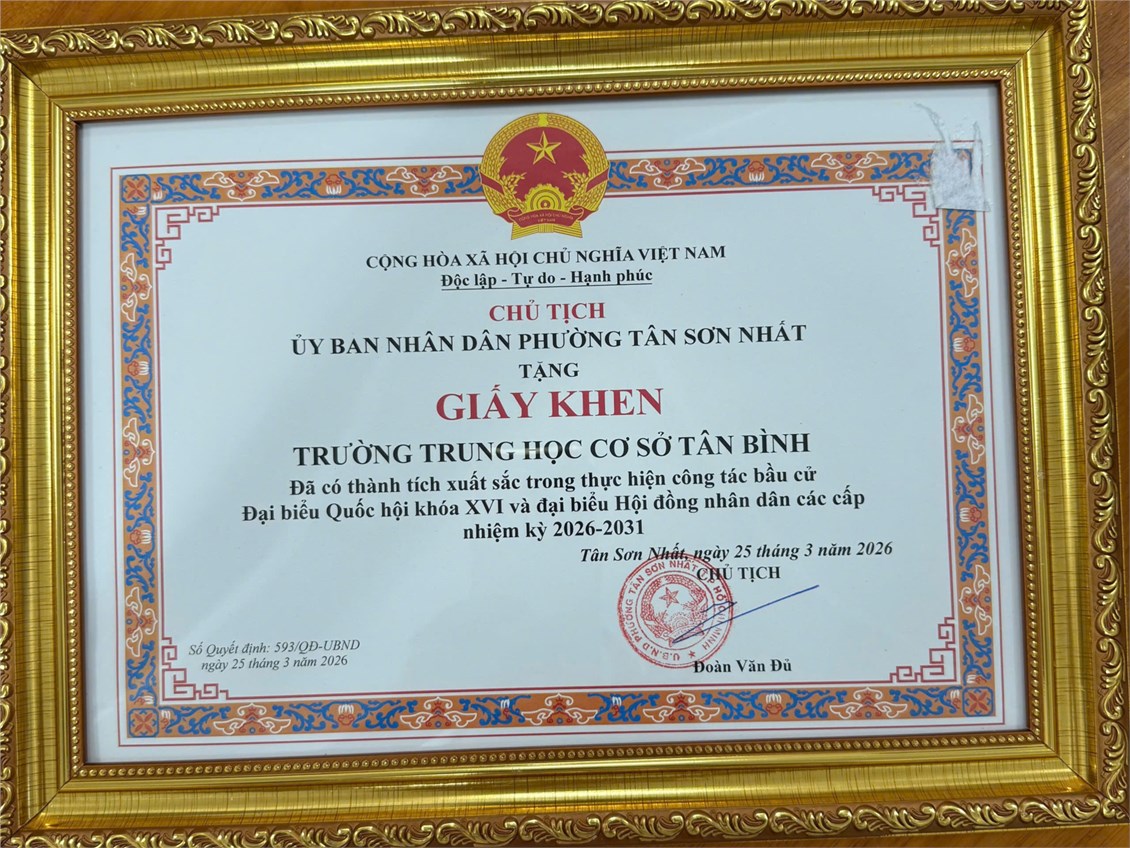 CỘNG HÒA XÃ HỘI CHỦ NGHĨA VIỆT NAM
Độc lập - Tự do - Hạnh phúc
CHỦ TỊCH
ỦY BAN NHÂN DÂN PHƯỜNG TÂN SƠN NHẤT
TẶNG
GIẤY KHEN
TRƯỜNG TRUNG HỌC CƠ SỞ TÂN BÌNH
Đã có thành tích xuất sắc trong thực hiện công tác bầu cử
Đại biểu Quốc hội khóa XVI và đại biểu Hội đồng nhân dân các cấp
nhiệm kỳ 2026-2031
Tân Sơn Nhất, ngày 25 tháng 3 năm 2026
CHỦ TỊCH
U.B.N.D PHƯỜNG TÂN SƠN NHẤT
Đoàn Văn Đủ
Số Quyết định: 593/QĐ-UBND
ngày 25 tháng 3 năm 2026